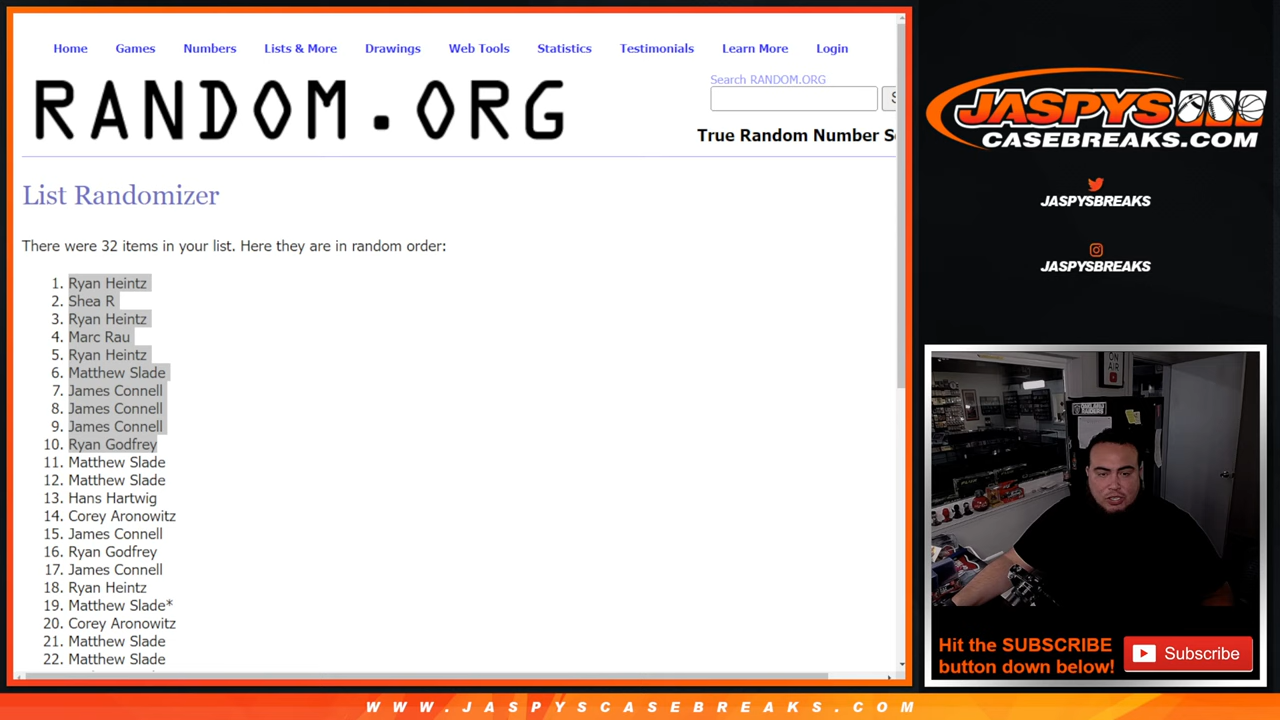 Home Games Numbers Lists & More Drawings Web Tools Statistics Testimonials Learn More Login
Search RANDOM.ORG
RANDOM.ORG
True Random Number S
List Randomizer
There were 32 items in your list. Here they are in random order:
1. Ryan Heintz
2. Shea R
3. Ryan Heintz
4. Marc Rau
5. Ryan Heintz
6. Matthew Slade
7. James Connell
8. James Connell
9. James Connell
10. Ryan Godfrey
11. Matthew Slade
12. Matthew Slade
13. Hans Hartwig
14. Corey Aronowitz
15. James Connell
16. Ryan Godfrey
17. James Connell
18. Ryan Heintz
19. Matthew Slade*
20. Corey Aronowitz
21. Matthew Slade
22. Matthew Slade
JASPYS
CASEBREAKS.COM
JASPYSBREAKS
JASPYSBREAKS
ON
AIR
Hit the SUBSCRIBE
button down below!
Subscribe
WWW.JASPYSCASEBREAKS.COM